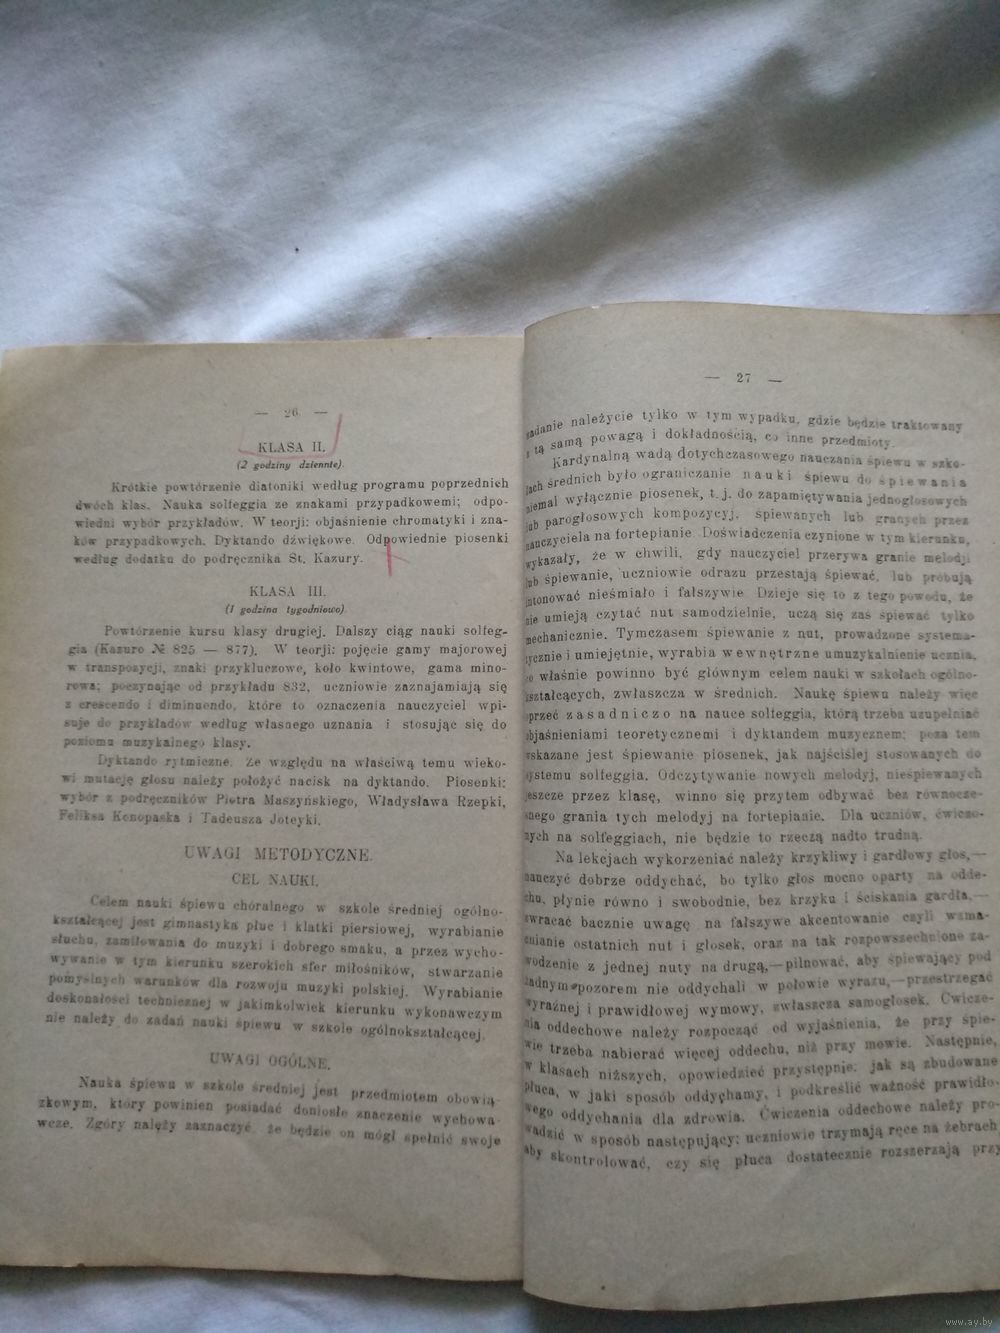 — 26 —
KLASA II.
(2 godziny dziennie)
Krótkie powtórzenie diatoniki według programu poprzednich
dwóch klas. Nauka solfeggia ze znakami przypadkowemi; odpo-
wiedni wybór przykładów. W teorji: objaśnienie chromatyki i zna-
ków przypadkowych. Dyktando dźwiękowe. Odpowiednie piosenki
według dodatku do podręcznika St. Kazury.
KLASA III.
(1 godzina tygodniowo)
Powtórzenie kursu klasy drugiej. Dalszy ciąg nauki solfeg-
gia (Kazuro № 825 — 877). W teorji: pojęcie gamy majorowej
w transpozycji, znaki przykluczowe, koło kwintowe, gama mino-
rowa; poczynając od przykładu 832, uczniowie zaznajamiają się
z crescendo i diminuendo, które to oznaczenia nauczyciel wpi-
suje do przykładów według własnego uznania i stosując się do
poziomu muzykalnego klasy.
Dyktando rytmiczne. Ze względu na właściwą temu wieko-
wi mutację głosu należy położyć nacisk na dyktando. Piosenki:
wybór z podręczników Piotra Maszyńskiego, Władysława Rzepki,
Feliksa Konopaska i Tadeusza Joteyki.
UWAGI METODYCZNE.
CEL NAUKI.
Celem nauki śpiewu chóralnego w szkole średniej ogólno-
kształcącej jest gimnastyka płuc i klatki piersiowej, wyrabianie
słuchu, zamiłowania do muzyki i dobrego smaku, a przez wycho-
wywanie w tym kierunku szerokich sfer miłośników, stwarzanie
pomyślnych warunków dla rozwoju muzyki polskiej. Wyrabianie
doskonałości technicznej w jakimkolwiek kierunku wykonawczym
nie należy do zadań nauki śpiewu w szkole ogólnokształcącej.
UWAGI OGÓLNE.
Nauka śpiewu w szkole średniej jest przedmiotem obowią-
zkowym, który powinien posiadać doniosłe znaczenie wychowa-
wcze. Zgóry należy zaznaczyć, że będzie on mógł spełnić swoje
— 27 —
zadanie należycie tylko w tym wypadku, gdzie będzie traktowany
z tą samą powagą i dokładnością, co inne przedmioty.
Kardynalną wadą dotychczasowego nauczania śpiewu w szko-
łach średnich było ograniczanie nauki śpiewu do śpiewania
niemal wyłącznie piosenek, t. j. do zapamiętywania jednogłosowych
lub parogłosowych kompozycyj, śpiewanych lub granych przez
nauczyciela na fortepianie. Doświadczenia czynione w tym kierunku,
wykazały, że w chwili, gdy nauczyciel przerywa granie melodji
lub śpiewanie, uczniowie odrazu przestają śpiewać, lub próbują
intonować nieśmiało i fałszywie Dzieje się to z tego powodu, że
nie umieją czytać nut samodzielnie, uczą się zaś śpiewać tylko
mechanicznie. Tymczasem śpiewanie z nut, prowadzone systema-
tycznie i umiejętnie, wyrabia wewnętrzne umuzykalnienie ucznia,
co właśnie powinno być głównym celem nauki w szkołach ogólno-
kształcących, zwłaszcza w średnich. Naukę śpiewu należy więc
oprzeć zasadniczo na nauce solfeggia, którą trzeba uzupełniać
objaśnieniami teoretycznemi i dyktandem muzycznem; poza tem
wskazane jest śpiewanie piosenek, jak najściślej stosowanych do
systemu solfeggia. Odczytywanie nowych melodyj, nieśpiewanych
jeszcze przez klasę, winno się przytem odbywać bez równocze-
snego grania tych melodyj na fortepianie. Dla uczniów, ćwiczo-
nych na solfeggiach, nie będzie to rzeczą nadto trudną.
Na lekcjach wykorzeniać należy krzykliwy i gardłowy głos,—
nauczyć dobrze oddychać, bo tylko głos mocno oparty na odde-
chu, płynie równo i swobodnie, bez krzyku i ściskania gardła,—
zwracać bacznie uwagę na fałszywe akcentowanie czyli wzma-
cnianie ostatnich nut i głosek, oraz na tak rozpowszechnione za-
wodzenie z jednej nuty na drugą,—pilnować, aby śpiewający pod
żadnym pozorem nie oddychali w połowie wyrazu,—przestrzegać
wyraźnej i prawidłowej wymowy, zwłaszcza samogłosek. Ćwicze-
nia oddechowe należy rozpocząć od wyjaśnienia, że przy śpie-
wie trzeba nabierać więcej oddechu, niż przy mowie. Następnie,
w klasach niższych, opowiedzieć przystępnie: jak są zbudowane
płuca, w jaki sposób oddychamy, i podkreślić ważność prawidło-
wego oddychania dla zdrowia. Ćwiczenia oddechowe należy pro-
wadzić w sposób następujący: uczniowie trzymają ręce na żebrach
aby skontrolować, czy się płuca dostatecznie rozszerzają przy
www.ay.by